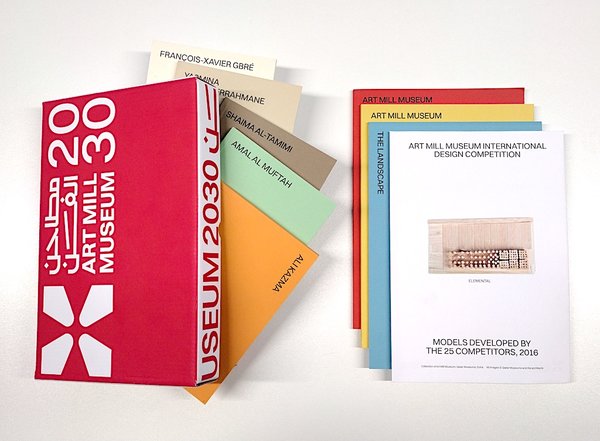 مطاحن
الفن
20
30
ART MILL
MUSEUM
USEUM 2030
FRANÇOIS-XAVIER GBRÉ
YASMINA
SHAIMA AL-TAMIMI
AMAL AL MUFTAH
ALI KAZMA
ART MILL MUSEUM
ART MILL MUSEUM
THE LANDSCAPE
ART MILL MUSEUM INTERNATIONAL
DESIGN COMPETITION
ELEMENTAL
MODELS DEVELOPED BY
THE 25 COMPETITORS, 2016